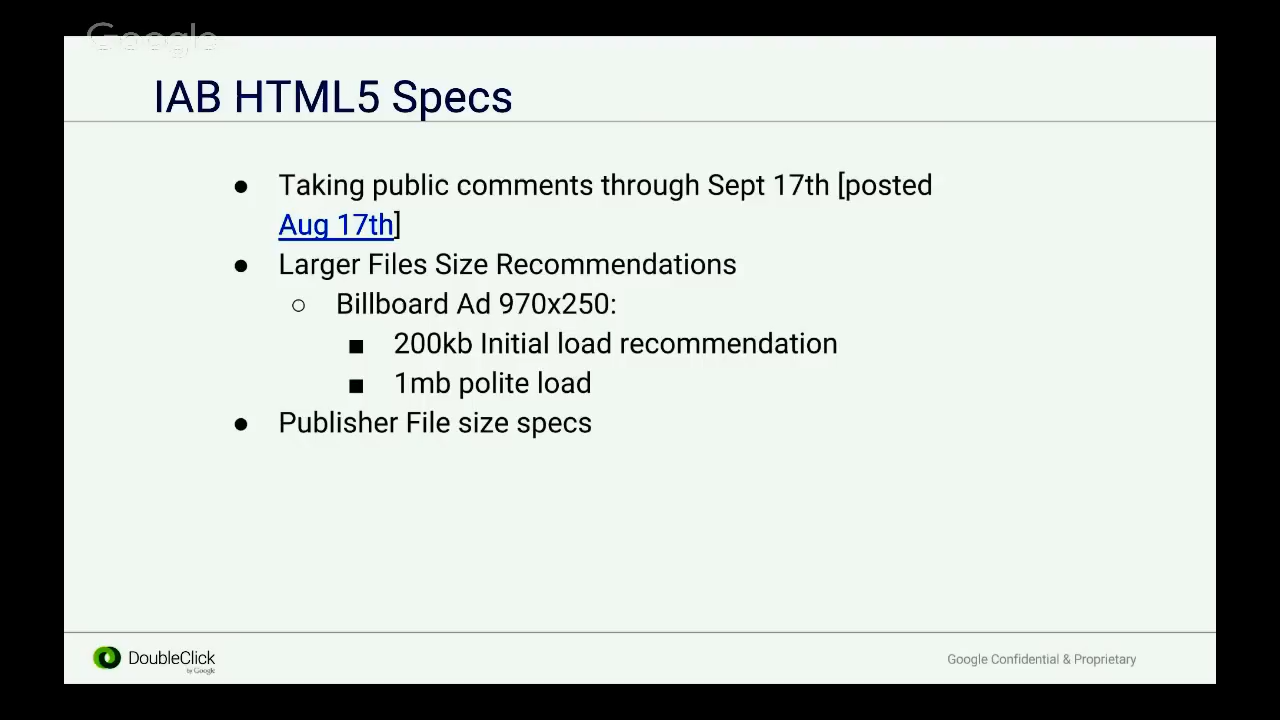 Google
IAB HTML5 Specs
● Taking public comments through Sept 17th [posted
Aug 17th]
● Larger Files Size Recommendations
○ Billboard Ad 970x250:
■ 200kb Initial load recommendation
■ 1mb polite load
● Publisher File size specs
DoubleClick
by Google
Google Confidential & Proprietary